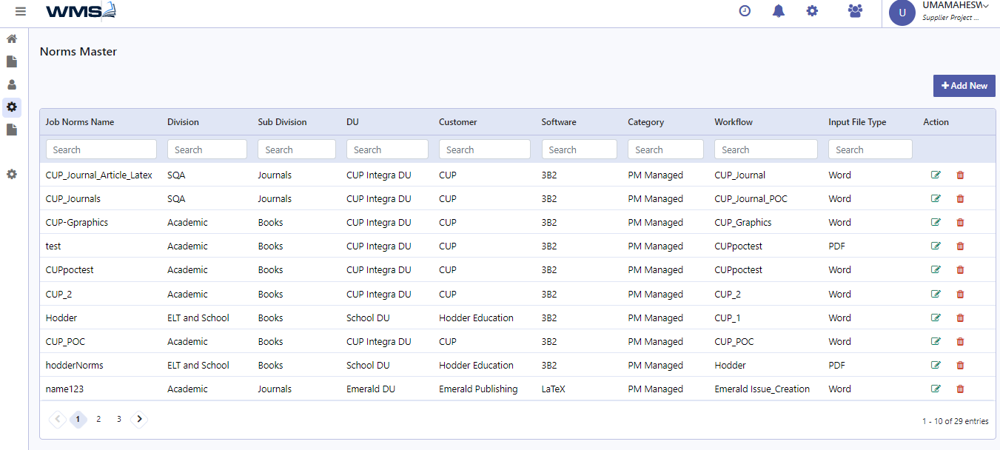 WMS
U
UMAMAHESW
Supplier Project ...
Norms Master
Add New
Job Norms Name Division Sub Division DU Customer Software Category Workflow Input File Type Action
Search Search Search Search Search Search Search Search Search
CUP_Journal_Article_Latex SQA Journals CUP Integra DU CUP 3B2 PM Managed CUP_Journal Word
CUP_Journals SQA Journals CUP Integra DU CUP 3B2 PM Managed CUP_Journal_POC Word
CUP-Gpraphics Academic Books CUP Integra DU CUP 3B2 PM Managed CUP_Graphics Word
test Academic Books CUP Integra DU CUP 3B2 PM Managed CUPpoctest PDF
CUPpoctest Academic Books CUP Integra DU CUP 3B2 PM Managed CUPpoctest Word
CUP_2 Academic Books CUP Integra DU CUP 3B2 PM Managed CUP_2 Word
Hodder ELT and School Books School DU Hodder Education 3B2 PM Managed CUP_1 Word
CUP_POC Academic Books CUP Integra DU CUP 3B2 PM Managed CUP_POC Word
hodderNorms ELT and School Books School DU Hodder Education 3B2 PM Managed Hodder PDF
name123 Academic Journals Emerald DU Emerald Publishing LaTeX PM Managed Emerald Issue_Creation Word
1 2 3
1 - 10 of 29 entries